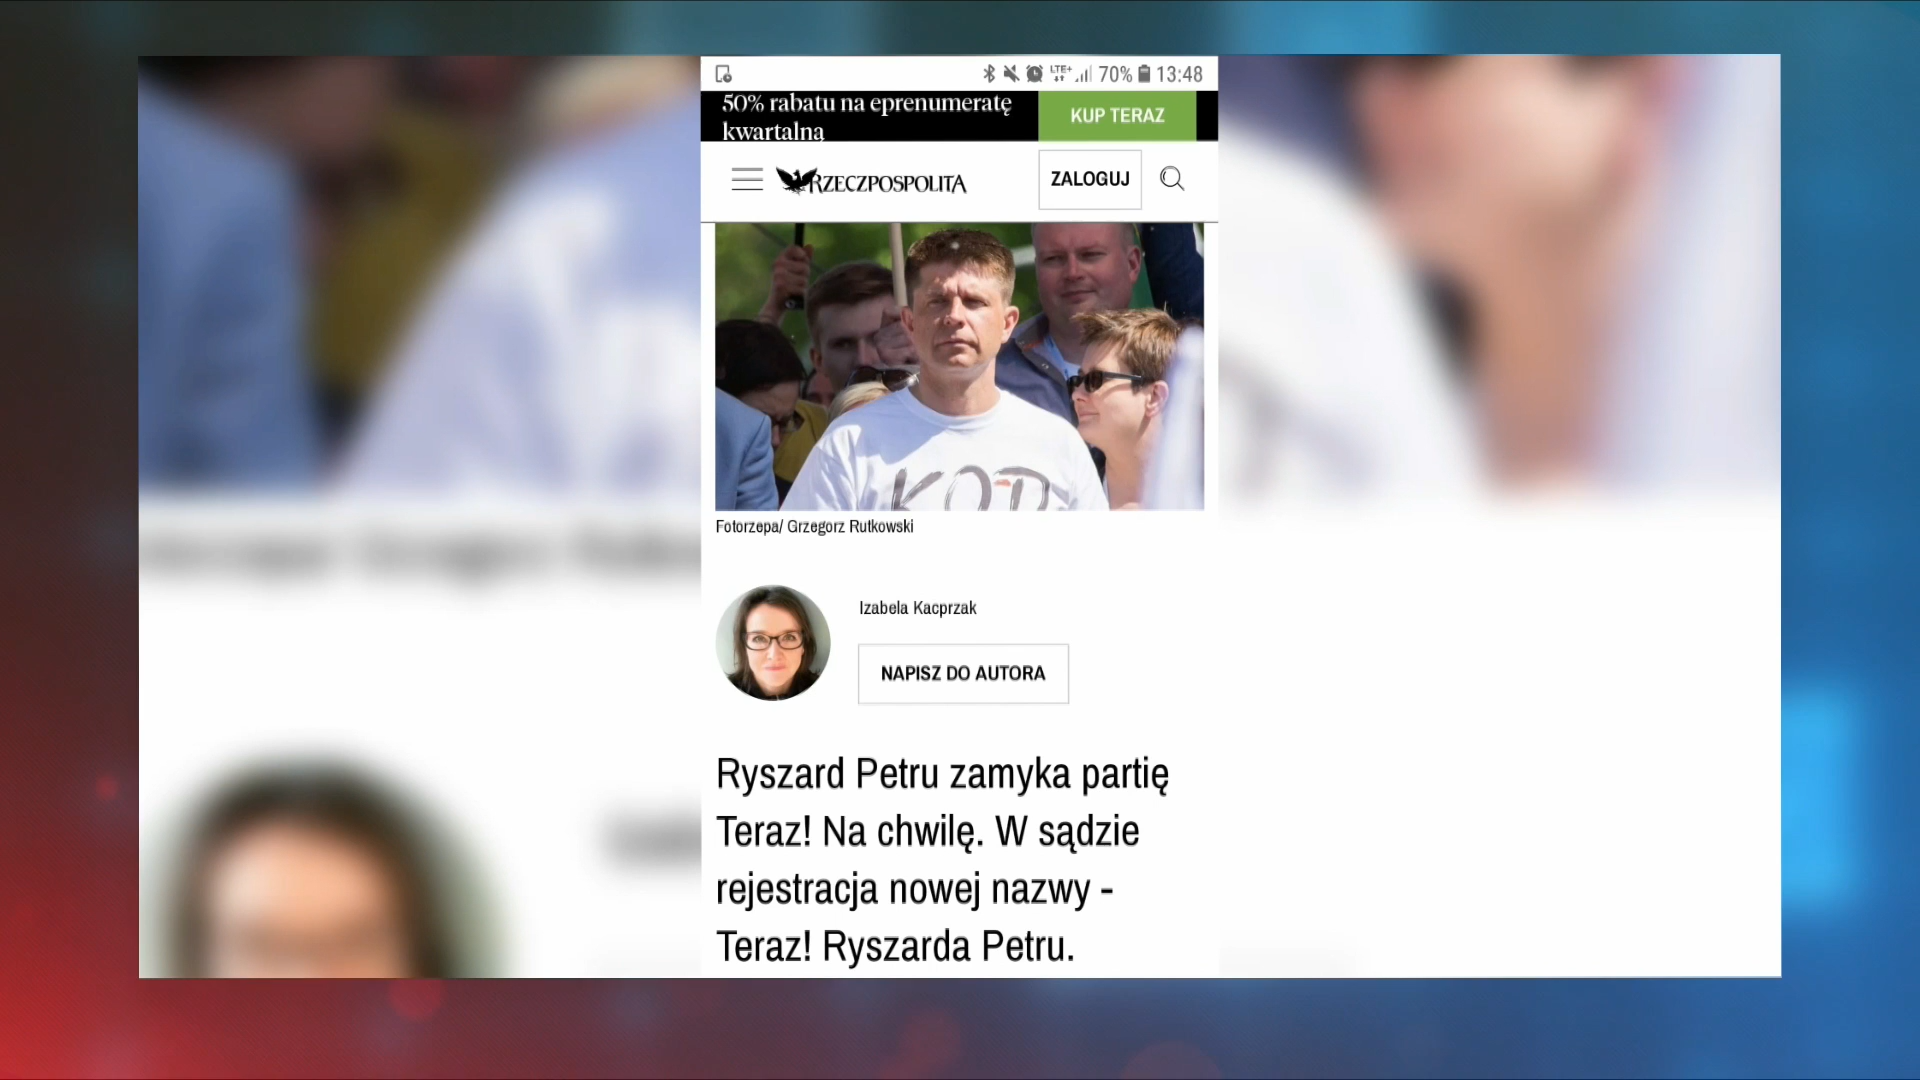 LTE+ 70% 13:48
50% rabatu na eprenumeratę
kwartalną
KUP TERAZ
RZECZPOSPOLITA
ZALOGUJ
KOD
Fotorzepa/ Grzegorz Rutkowski
Izabela Kacprzak
NAPISZ DO AUTORA
Ryszard Petru zamyka partię
Teraz! Na chwilę. W sądzie
rejestracja nowej nazwy -
Teraz! Ryszarda Petru.